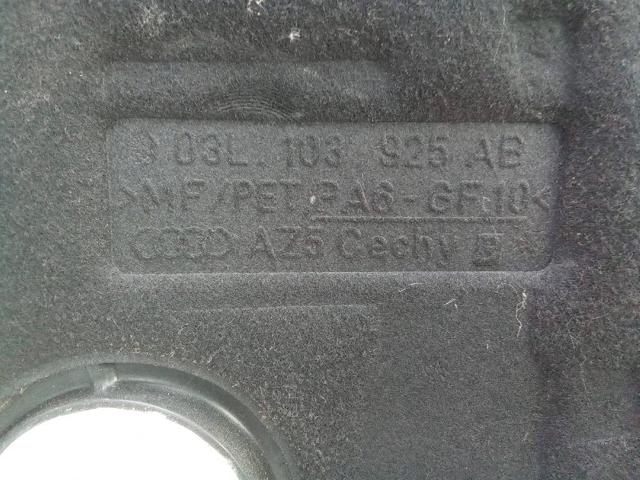 03L. 103. 925 AB
>MF/PET,PA6-GF10<
AZ5 Cechy E